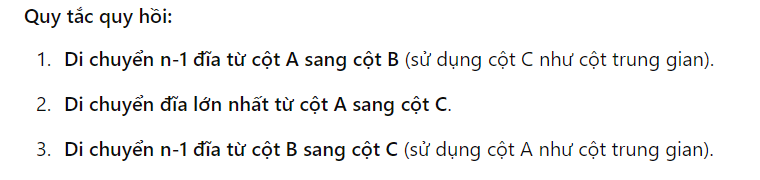 Quy tắc quy hồi:
1. Di chuyển n-1 đĩa từ cột A sang cột B (sử dụng cột C như cột trung gian).
2. Di chuyển đĩa lớn nhất từ cột A sang cột C.
3. Di chuyển n-1 đĩa từ cột B sang cột C (sử dụng cột A như cột trung gian).